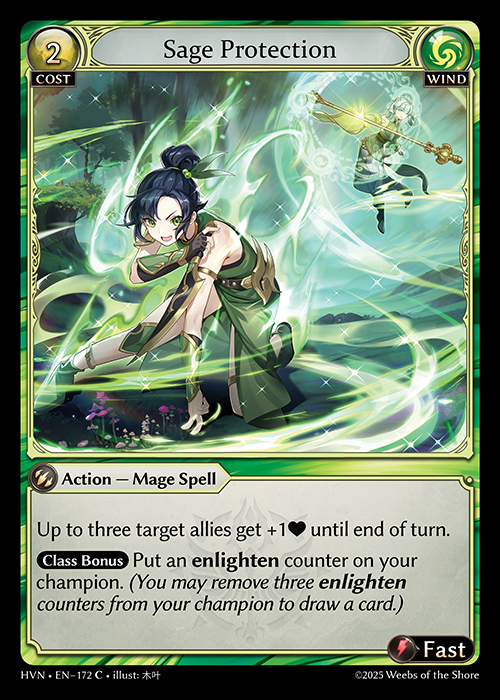 2
Sage Protection
COST
WIND
Action — Mage Spell
Up to three target allies get +1♥ until end of turn.
Class Bonus Put an enlighten counter on your
champion. (You may remove three enlighten
counters from your champion to draw a card.)
Fast
HVN • EN-172 C • illust: 木叶
©2025 Weebs of the Shore